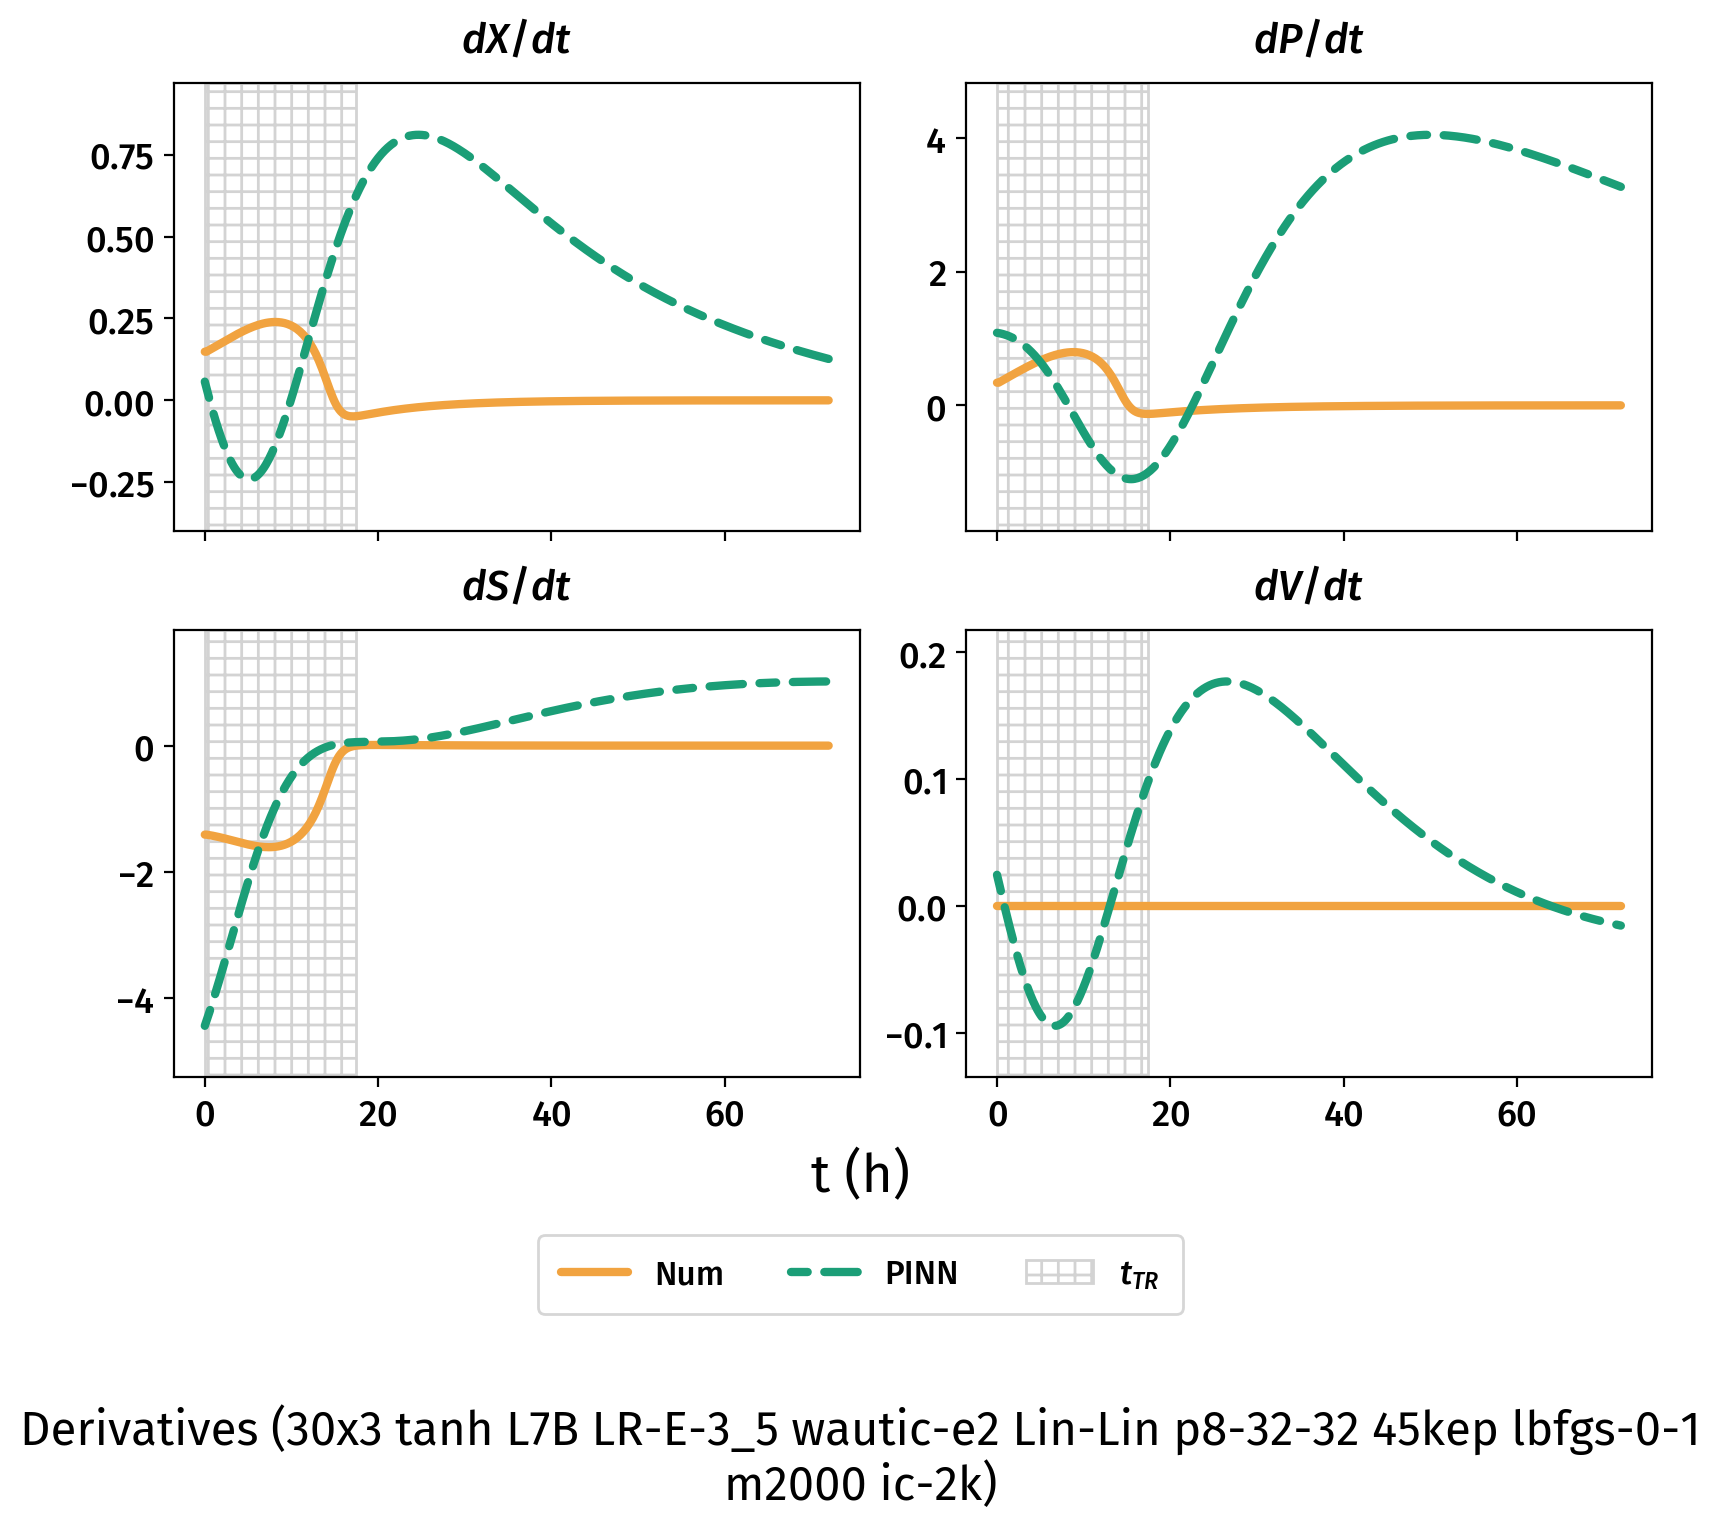 dX/dt
dP/dt
0.75
0.50
0.25
0.00
−0.25
4
2
0
dS/dt
dV/dt
0
−2
−4
0.2
0.1
0.0
−0.1
0 20 40 60
0 20 40 60
t (h)
Num PINN tTR
Derivatives (30x3 tanh L7B LR-E-3_5 wautic-e2 Lin-Lin p8-32-32 45kep lbfgs-0-1
m2000 ic-2k)